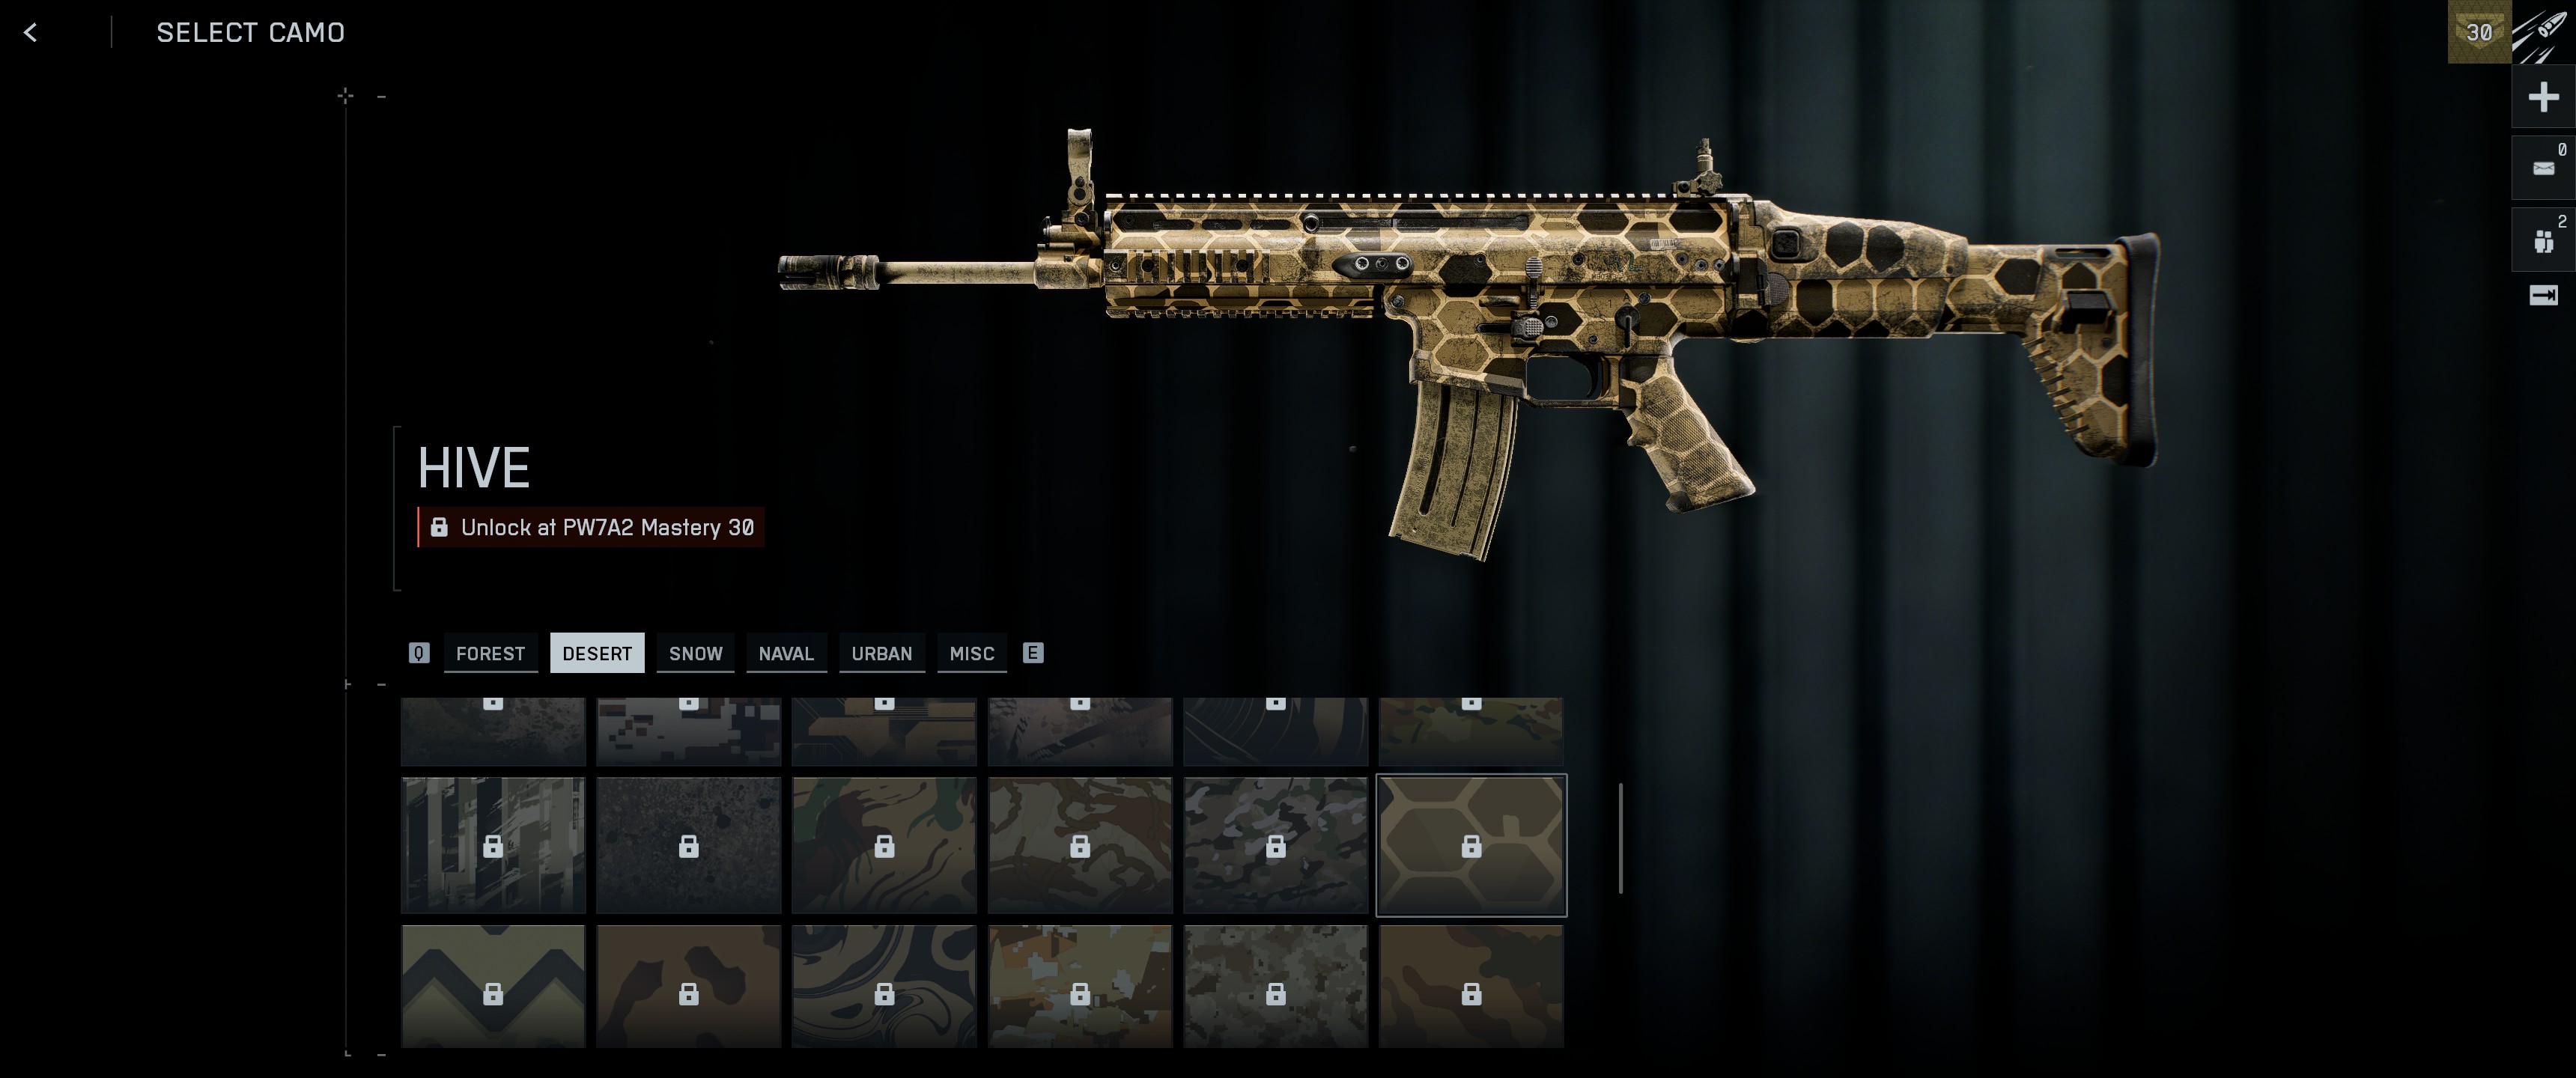 SELECT CAMO
30
0
2
HIVE
Unlock at PW7A2 Mastery 30
Q FOREST DESERT SNOW NAVAL URBAN MISC E